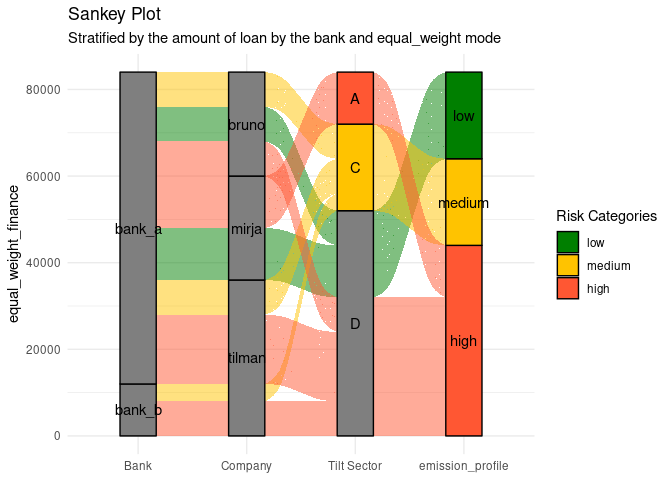 Sankey Plot
Stratified by the amount of loan by the bank and equal_weight mode
equal_weight_finance
80000
60000
40000
20000
0
bank_a
bank_b
bruno
mirja
tilman
A
C
D
low
medium
high
Bank
Company
Tilt Sector
emission_profile
Risk Categories
low
medium
high